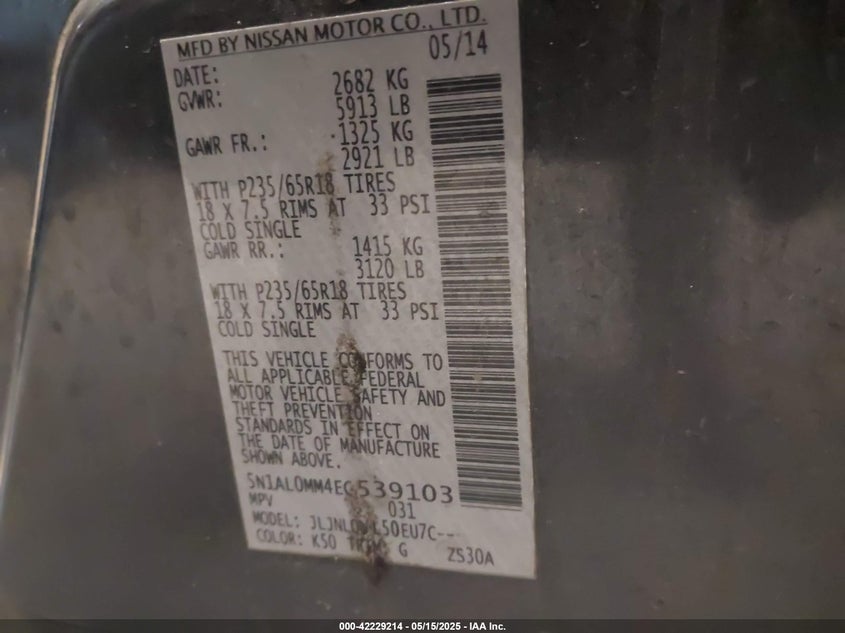 MFD BY NISSAN MOTOR CO., LTD.
DATE: 05/14
GVWR: 2682 KG
5913 LB
GAWR FR.: 1325 KG
2921 LB
WITH P235/65R18 TIRES
18 X 7.5 RIMS AT 33 PSI
COLD SINGLE
GAWR RR.: 1415 KG
3120 LB
WITH P235/65R18 TIRES
18 X 7.5 RIMS AT 33 PSI
COLD SINGLE
THIS VEHICLE CONFORMS TO
ALL APPLICABLE FEDERAL
MOTOR VEHICLE SAFETY AND
THEFT PREVENTION
STANDARDS IN EFFECT ON
THE DATE OF MANUFACTURE
SHOWN ABOVE.
5N1AL0MM4EC539103
MPV 031
MODEL:
COLOR: K50 G ZS30A
000-42229214 - 05/15/2025 - IAA Inc.